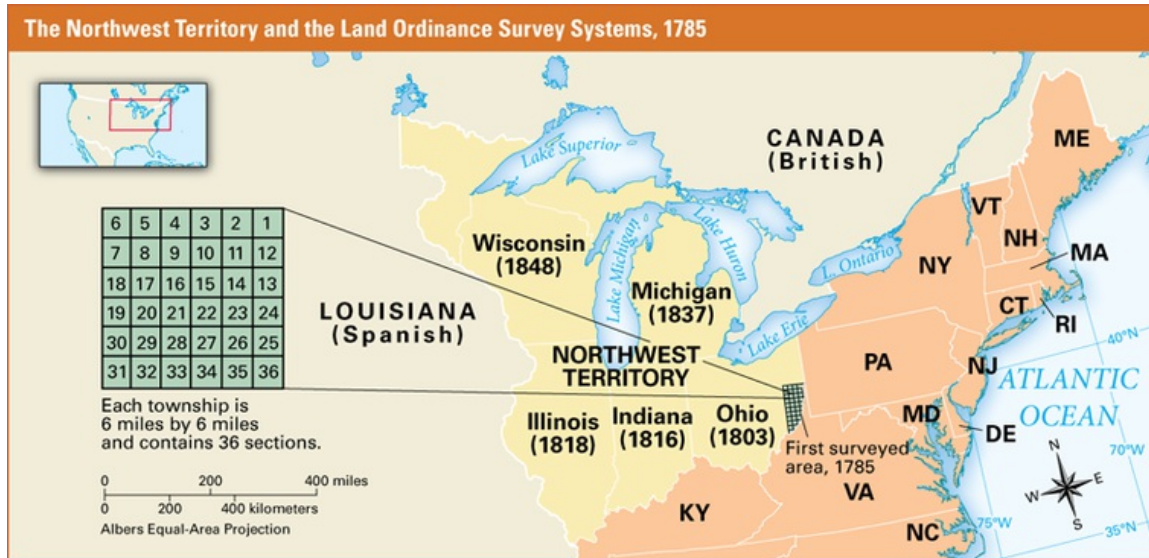 The Northwest Territory and the Land Ordinance Survey Systems, 1785
CANADA
(British)
ME
Lake Superior
VT
NH
MA
6 5 4 3 2 1
7 8 9 10 11 12
18 17 16 15 14 13
19 20 21 22 23 24
30 29 28 27 26 25
31 32 33 34 35 36
Wisconsin
(1848)
Lake Michigan
Lake Huron
L. Ontario
NY
Michigan
(1837)
CT
RI
LOUISIANA
(Spanish)
Lake Erie
40°N
NORTHWEST
TERRITORY
PA
NJ
ATLANTIC
OCEAN
Each township is
6 miles by 6 miles
and contains 36 sections.
Illinois
(1818)
Indiana
(1816)
Ohio
(1803)
MD
DE
First surveyed
area, 1785
70°W
N
W
E
S
0 200 400 miles
0 200 400 kilometers
Albers Equal-Area Projection
KY
VA
NC
75°W
35°N